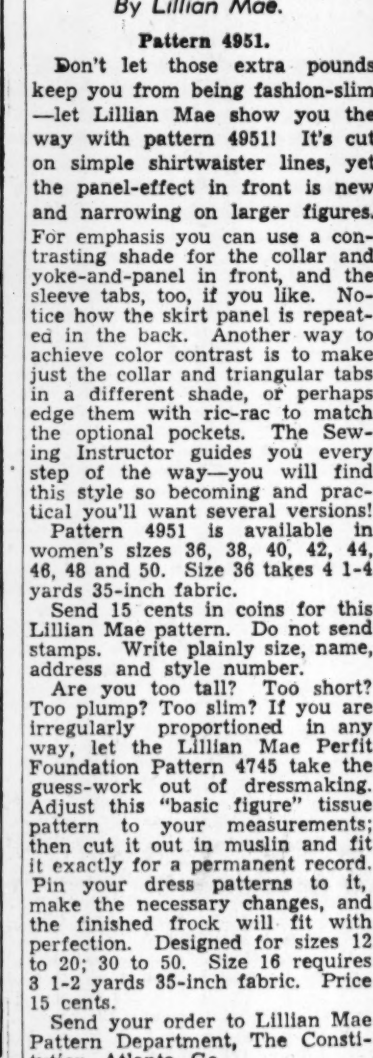 By Lillian Mae.
Pattern 4951.
Don't let those extra pounds
keep you from being fashion-slim
—let Lillian Mae show you the
way with pattern 4951! It's cut
on simple shirtwaister lines, yet
the panel-effect in front is new
and narrowing on larger figures.
For emphasis you can use a con-
trasting shade for the collar and
yoke-and-panel in front, and the
sleeve tabs, too, if you like. No-
tice how the skirt panel is repeat-
ed in the back. Another way to
achieve color contrast is to make
just the collar and triangular tabs
in a different shade, or perhaps
edge them with ric-rac to match
the optional pockets. The Sew-
ing Instructor guides you every
step of the way—you will find
this style so becoming and prac-
tical you'll want several versions!
Pattern 4951 is available in
women's sizes 36, 38, 40, 42, 44,
46, 48 and 50. Size 36 takes 4 1-4
yards 35-inch fabric.
Send 15 cents in coins for this
Lillian Mae pattern. Do not send
stamps. Write plainly size, name,
address and style number.
Are you too tall? Too short?
Too plump? Too slim? If you are
irregularly proportioned in any
way, let the Lillian Mae Perfit
Foundation Pattern 4745 take the
guess-work out of dressmaking.
Adjust this "basic figure" tissue
pattern to your measurements;
then cut it out in muslin and fit
it exactly for a permanent record.
Pin your dress patterns to it,
make the necessary changes, and
the finished frock will fit with
perfection. Designed for sizes 12
to 20; 30 to 50. Size 16 requires
3 1-2 yards 35-inch fabric. Price
15 cents.
Send your order to Lillian Mae
Pattern Department, The Consti-